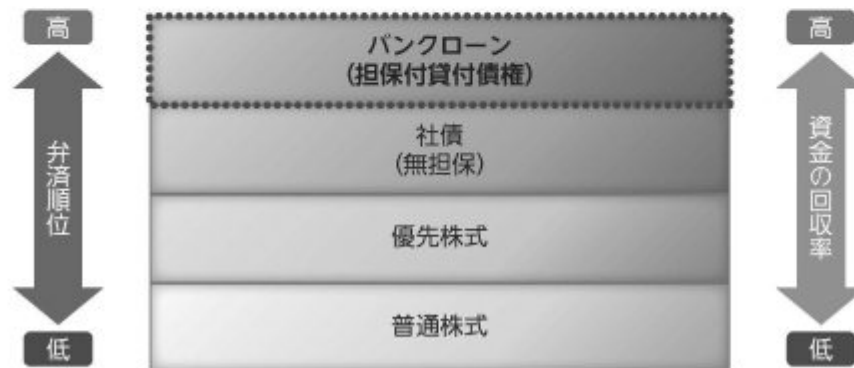 高
バンクローン
(担保付貸付債権)
社債
(無担保)
優先株式
普通株式
弁済順位
低
高
資金の回収率
低